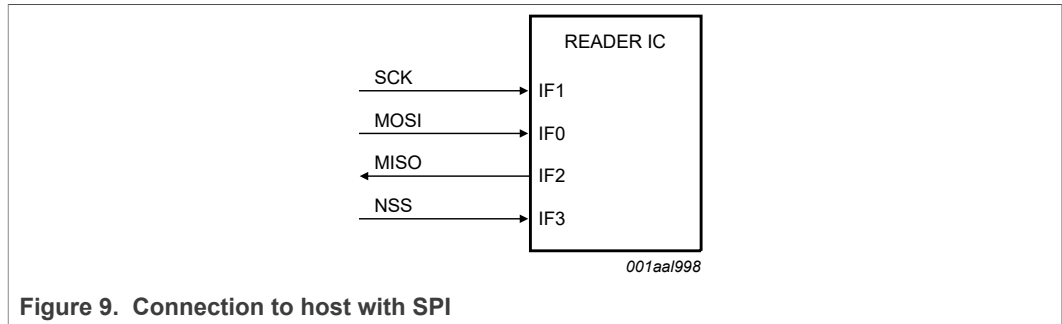 READER IC
SCK
IF1
MOSI
IF0
MISO
IF2
NSS
IF3
001aal998
Figure 9. Connection to host with SPI